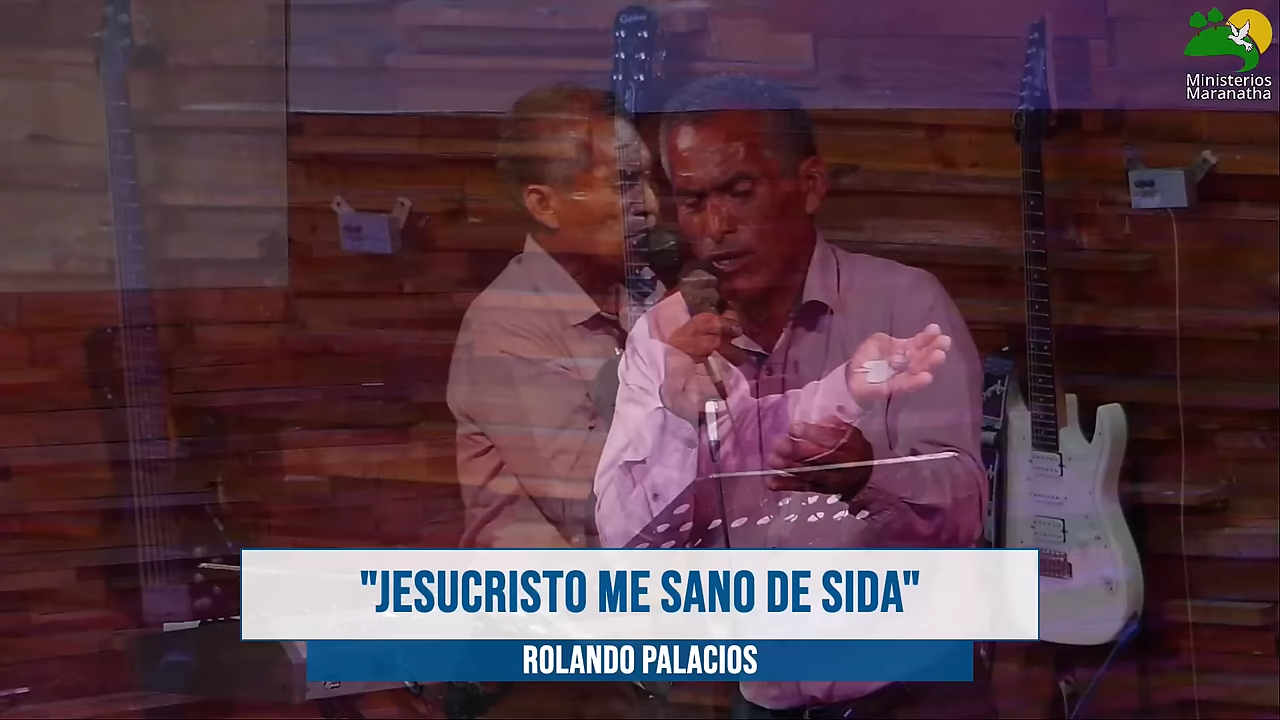 Ministerios
Maranatha
"JESUCRISTO ME SANO DE SIDA"
ROLANDO PALACIOS